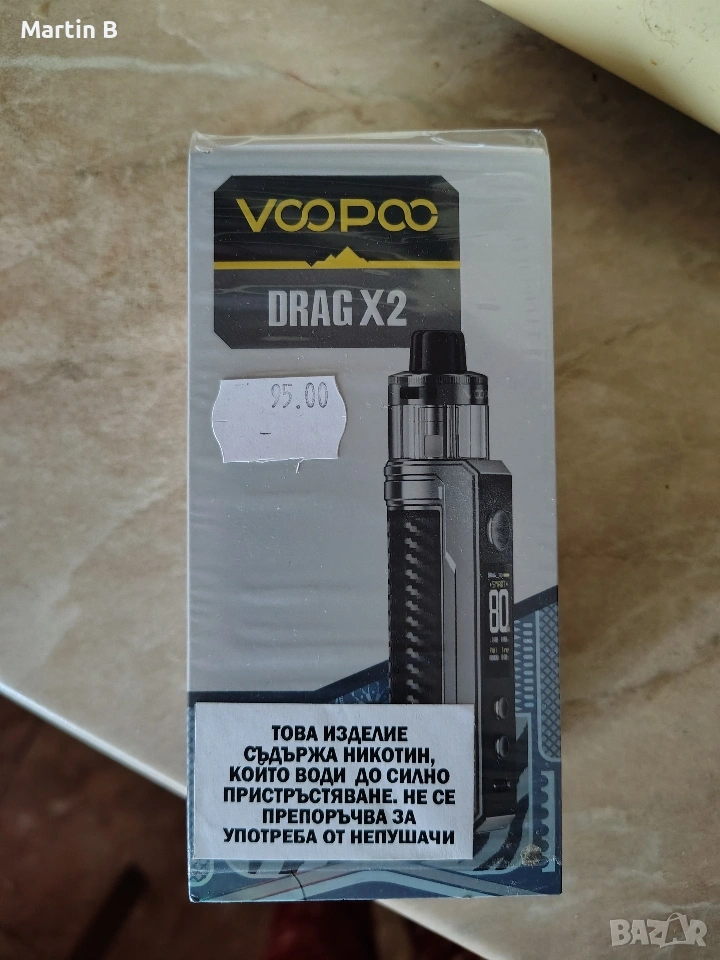 Martin B
VOOPOO
DRAG X2
95.00
SMART
80
ТОВА ИЗДЕЛИЕ
СЪДЪРЖА НИКОТИН,
КОЙТО ВОДИ ДО СИЛНО
ПРИСТРЪСТЯВАНЕ. НЕ СЕ
ПРЕПОРЪЧВА ЗА
УПОТРЕБА ОТ НЕПУШАЧИ
BAZAR